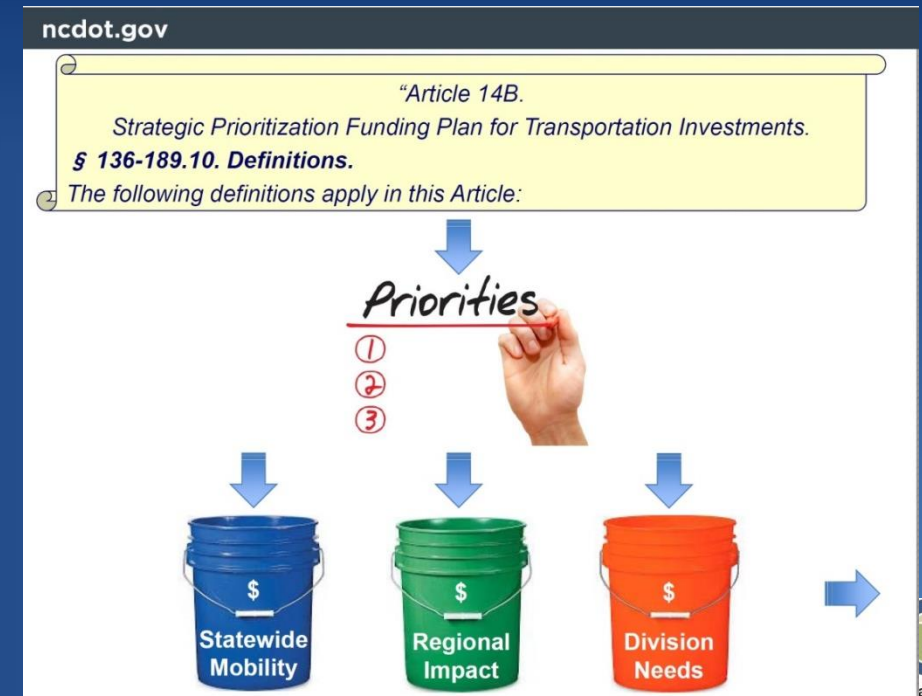 ncdot.gov
“Article 14B.
Strategic Prioritization Funding Plan for Transportation Investments.
§ 136-189.10. Definitions.
The following definitions apply in this Article:
Priorities
1
2
3
$
Statewide
Mobility
$
Regional
Impact
$
Division
Needs